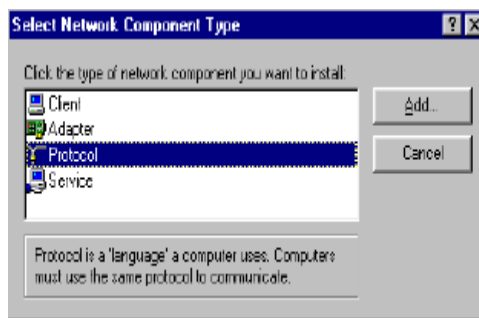 Select Network Component Type
Click the type of network component you want to install:
Client
Adapter
Protocol
Service
Add...
Cancel
Protocol is a 'language' a computer uses. Computers
must use the same protocol to communicate.